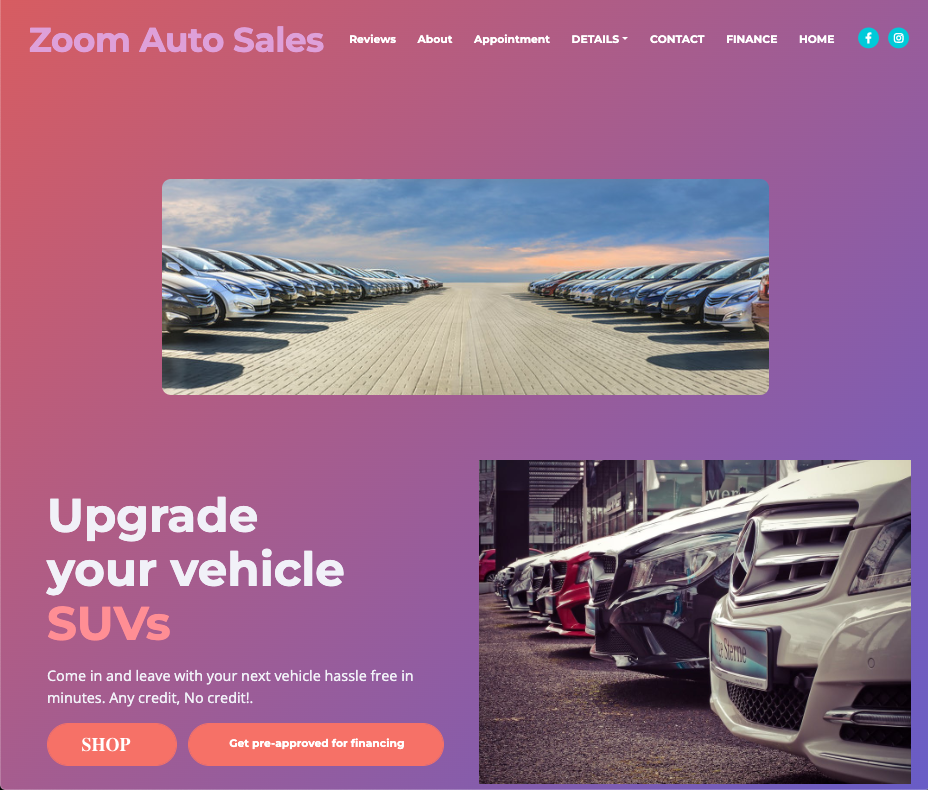 Zoom Auto Sales
Reviews About Appointment DETAILS CONTACT FINANCE HOME
Upgrade
your vehicle
SUVs
Come in and leave with your next vehicle hassle free in
minutes. Any credit, No credit!.
SHOP Get pre-approved for financing
Sterne